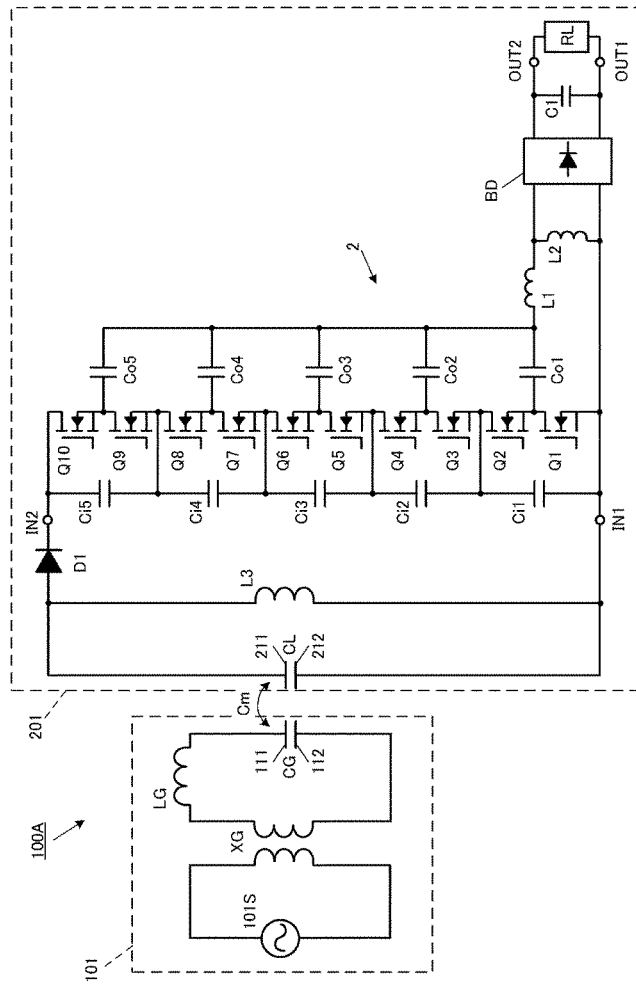 100A
101
101S
XG
LG
111
CG
112
Cm
201
211
CL
212
L3
D1
IN2
IN1
Ci5
Ci4
Ci3
Ci2
Ci1
Q10
Q9
Q8
Q7
Q6
Q5
Q4
Q3
Q2
Q1
Co5
Co4
Co3
Co2
Co1
2
L1
L2
BD
C1
OUT2
OUT1
RL